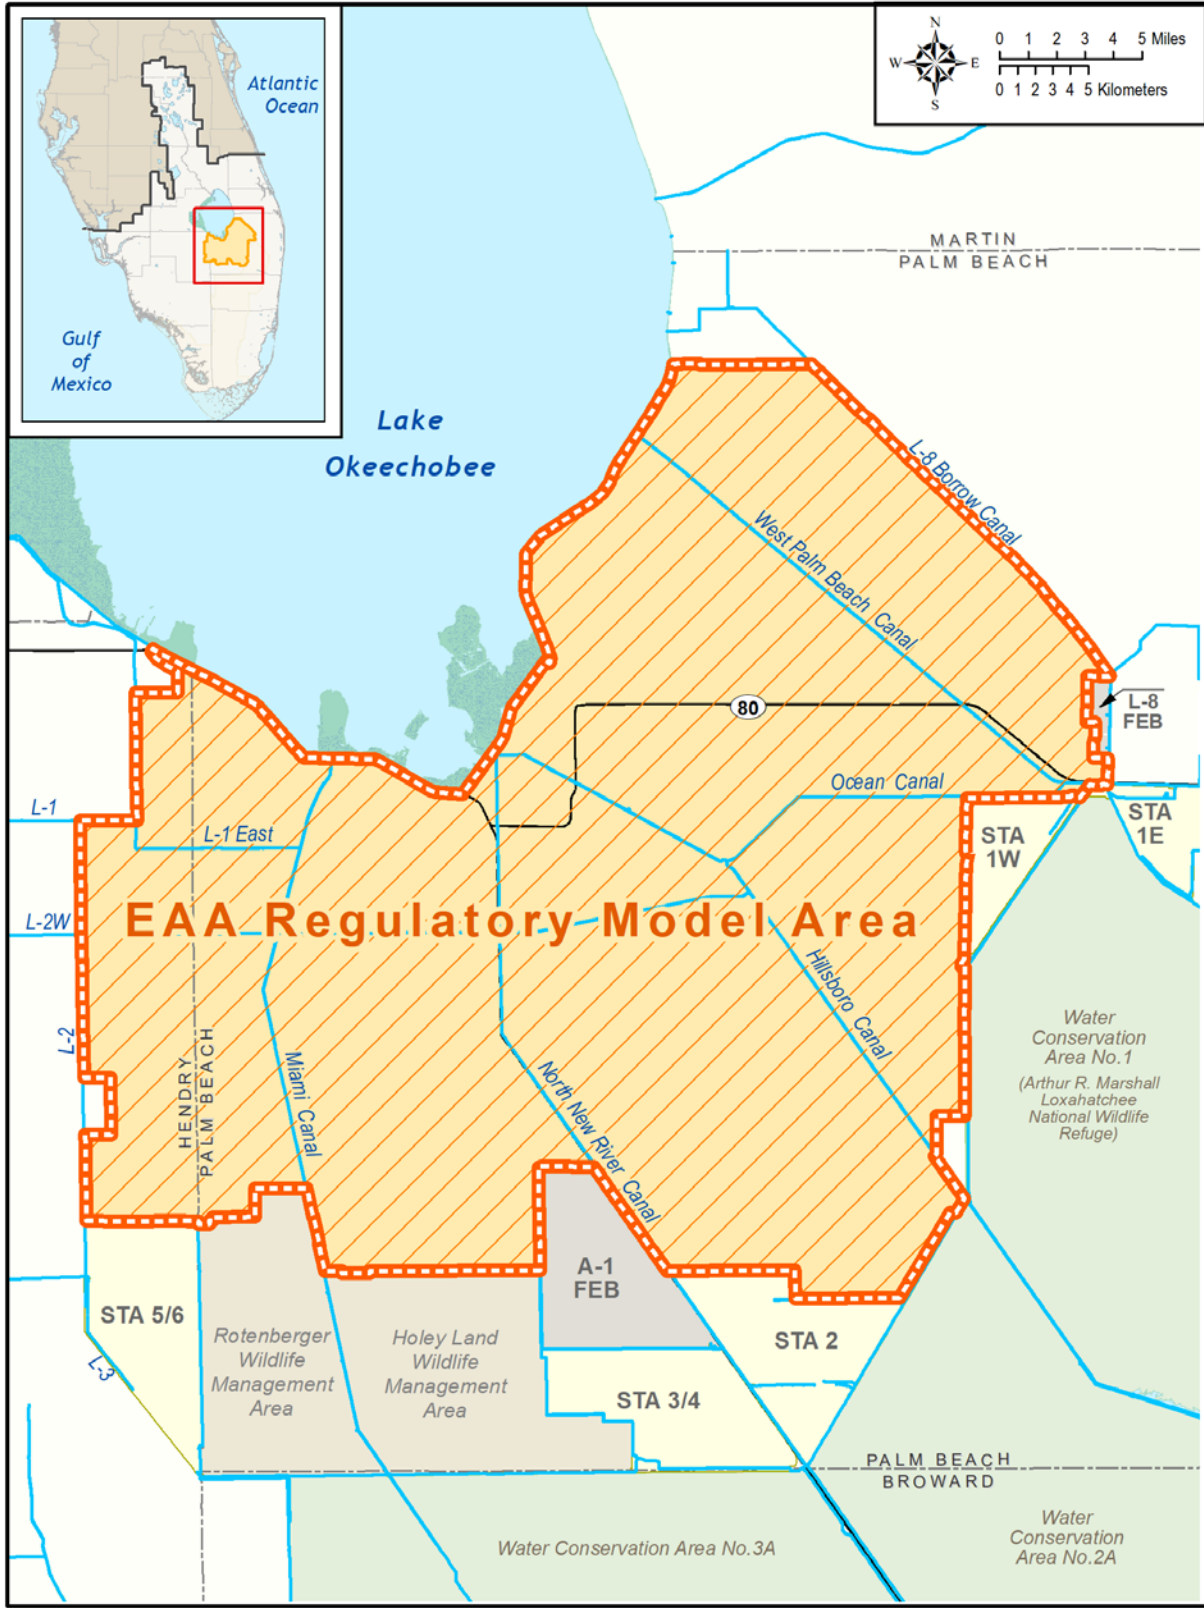 Atlantic
Ocean
Gulf
of
Mexico
N
W
E
S
0 1 2 3 4 5 Miles
0 1 2 3 4 5 Kilometers
MARTIN
PALM BEACH
Lake
Okeechobee
L-8 Borrow Canal
West Palm Beach Canal
80
L-8
FEB
Ocean Canal
STA
1E
STA
1W
L-1
L-1 East
L-2W
EAA Regulatory Model Area
Hillsboro Canal
L-2
HENDRY
PALM BEACH
Miami Canal
North New River Canal
Water
Conservation
Area No.1
(Arthur R. Marshall
Loxahatchee
National Wildlife
Refuge)
A-1
FEB
STA 5/6
L-3
Rotenberger
Wildlife
Management
Area
Holey Land
Wildlife
Management
Area
STA 2
STA 3/4
PALM BEACH
BROWARD
Water Conservation Area No.3A
Water
Conservation
Area No.2A